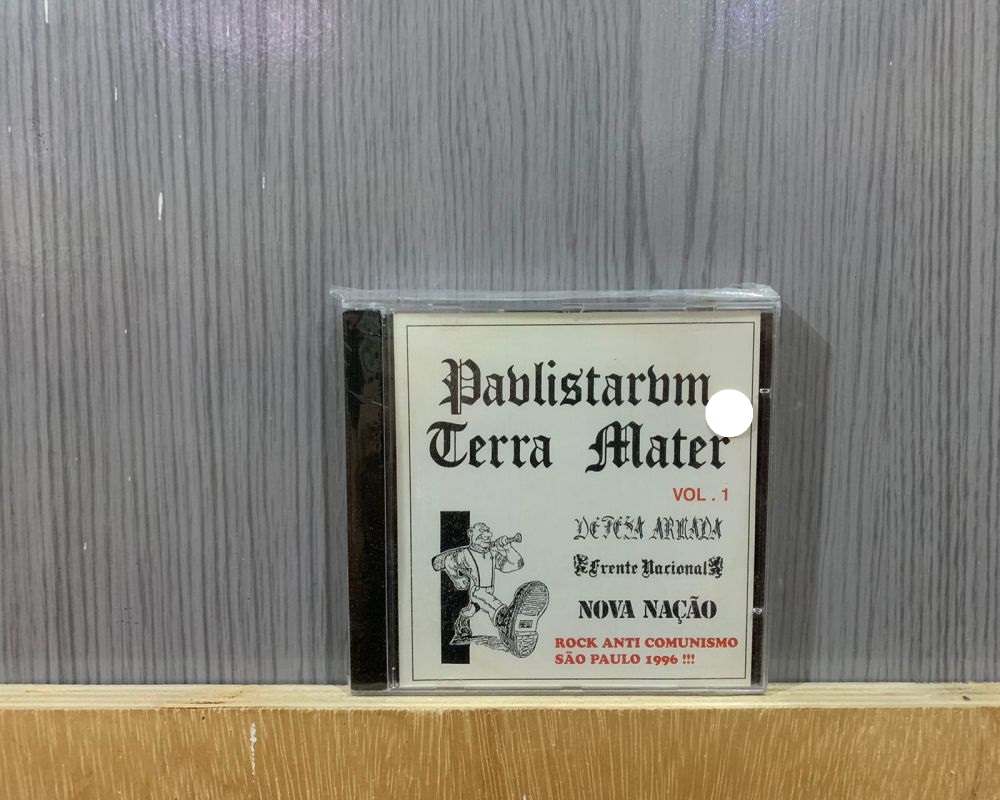 Pavlistarvm
Terra Mater
VOL . 1
DEFESA ARMADA
Frente Nacional
NOVA NAÇÃO
ROCK ANTI COMUNISMO
SÃO PAULO 1996 !!!